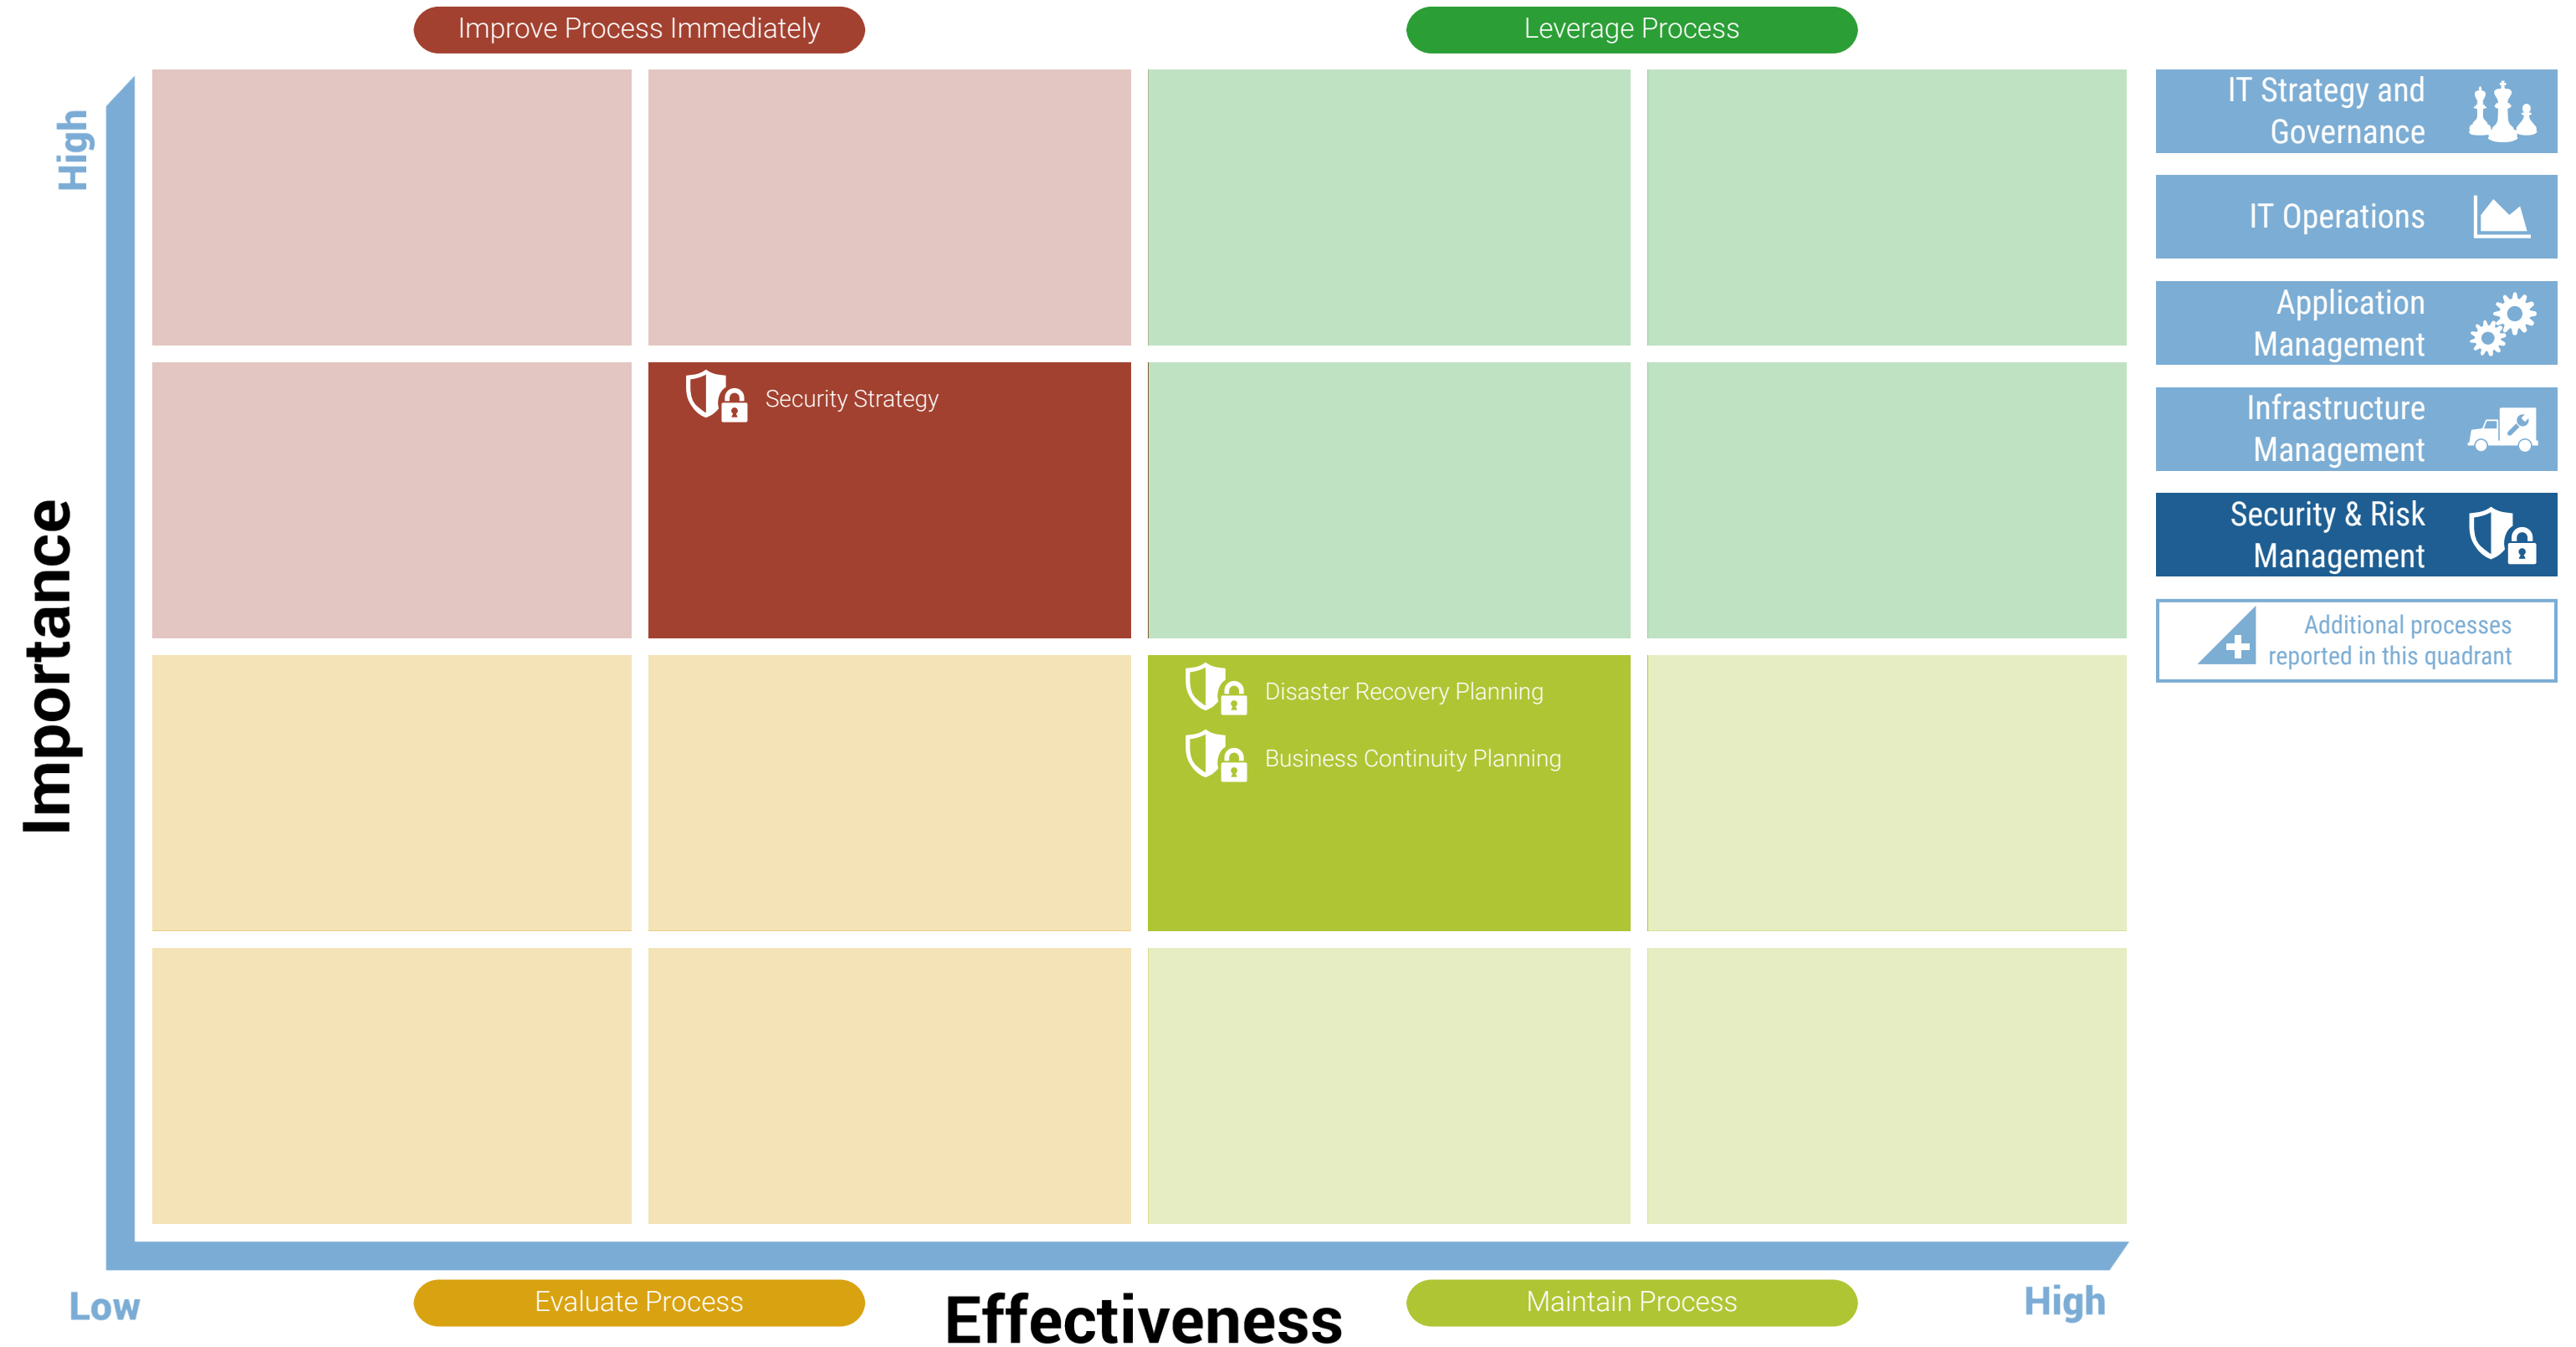 Improve Process Immediately
Leverage Process
High
Importance
Security Strategy
Disaster Recovery Planning
Business Continuity Planning
IT Strategy and
Governance
IT Operations
Application
Management
Infrastructure
Management
Security & Risk
Management
Additional processes
reported in this quadrant
Low
Evaluate Process
Effectiveness
Maintain Process
High